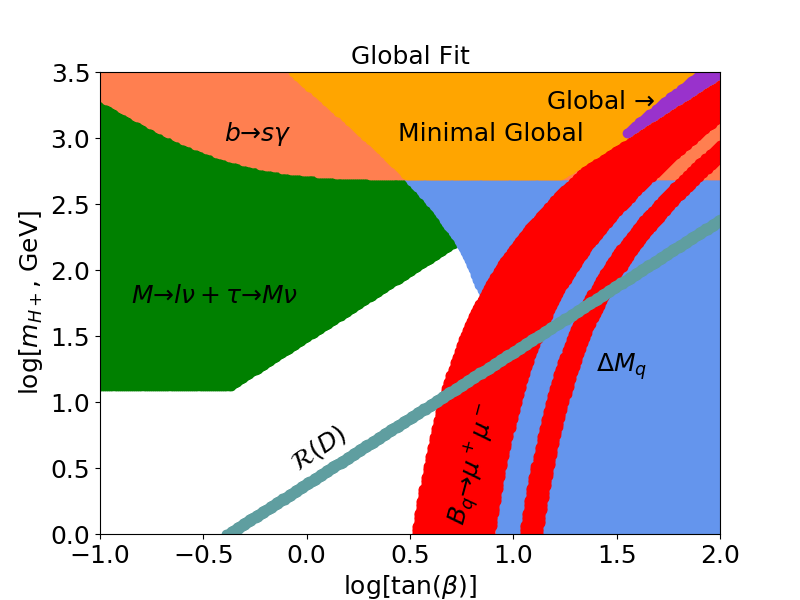 Global Fit
3.5
3.0
2.5
2.0
1.5
1.0
0.5
0.0
log[m_{H+}, GeV]
b→sγ
Global →
Minimal Global
M→lν + τ→Mν
ΔM_q
R(D)
B_q→μ⁺μ⁻
−1.0 −0.5 0.0 0.5 1.0 1.5 2.0
log[tan(β)]